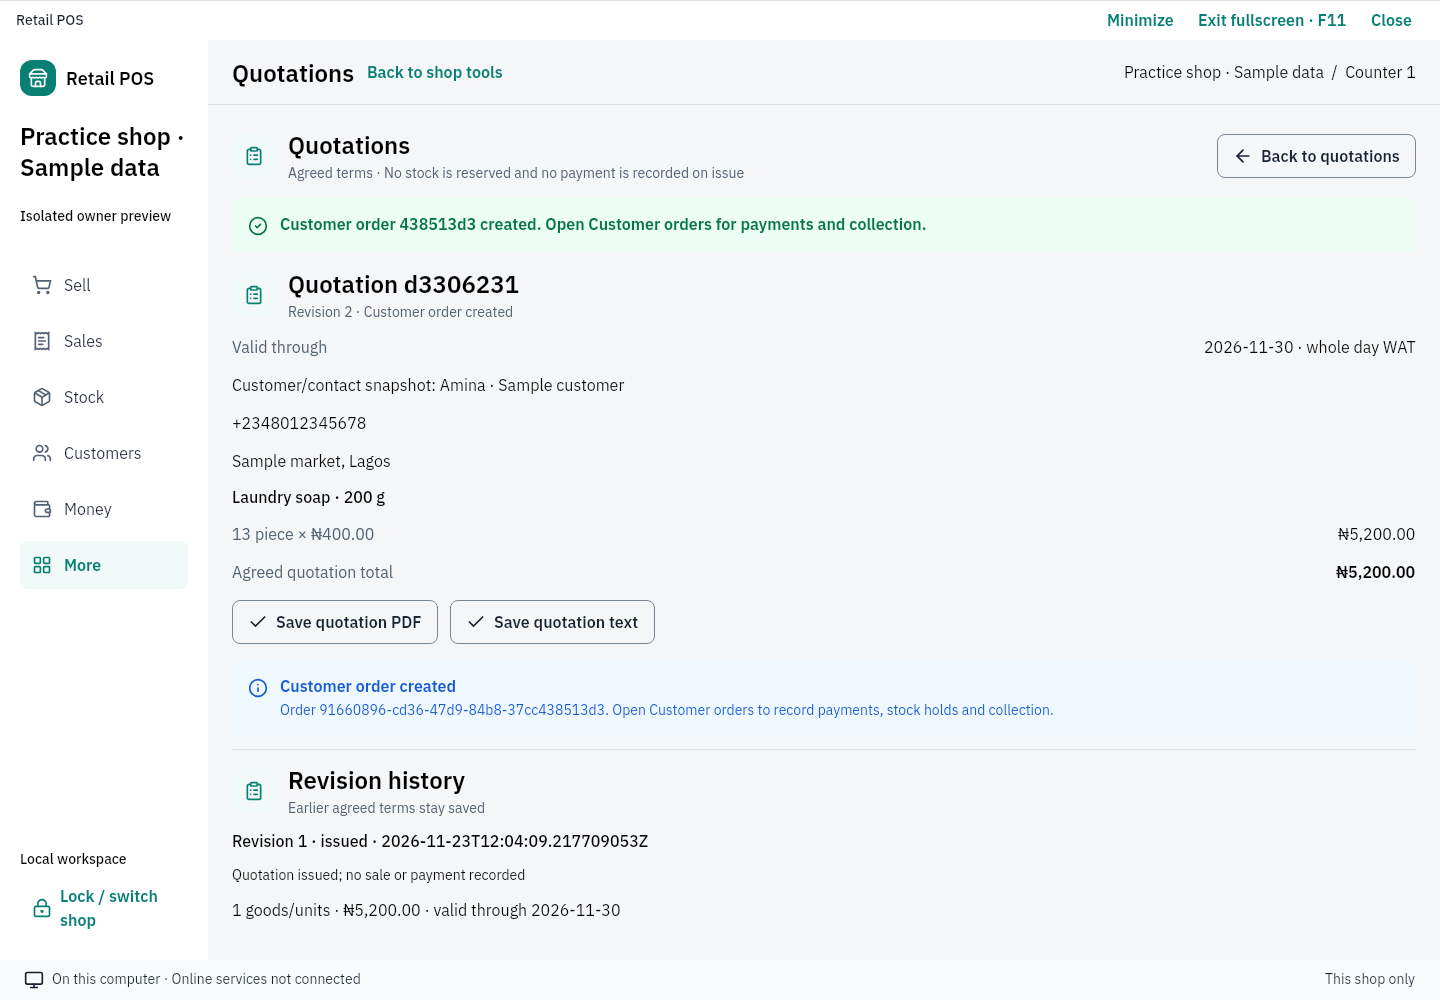 Retail POS
Minimize
Exit fullscreen · F11
Close
Retail POS
Practice shop ·
Sample data
Isolated owner preview
Sell
Sales
Stock
Customers
Money
More
Local workspace
Lock / switch
shop
Quotations
Back to shop tools
Practice shop · Sample data / Counter 1
Quotations
Agreed terms · No stock is reserved and no payment is recorded on issue
Back to quotations
Customer order 438513d3 created. Open Customer orders for payments and collection.
Quotation d3306231
Revision 2 · Customer order created
Valid through
2026-11-30 · whole day WAT
Customer/contact snapshot: Amina · Sample customer
+2348012345678
Sample market, Lagos
Laundry soap · 200 g
13 piece × ₦400.00
₦5,200.00
Agreed quotation total
₦5,200.00
Save quotation PDF
Save quotation text
Customer order created
Order 91660896-cd36-47d9-84b8-37cc438513d3. Open Customer orders to record payments, stock holds and collection.
Revision history
Earlier agreed terms stay saved
Revision 1 · issued · 2026-11-23T12:04:09.217709053Z
Quotation issued; no sale or payment recorded
1 goods/units · ₦5,200.00 · valid through 2026-11-30
On this computer · Online services not connected
This shop only